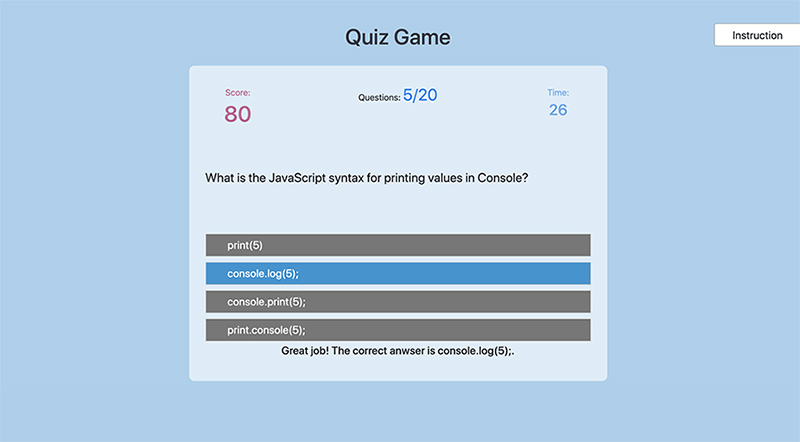 Quiz Game
Instruction
Score:
80
Questions: 5/20
Time:
26
What is the JavaScript syntax for printing values in Console?
print(5)
console.log(5);
console.print(5);
print.console(5);
Great job! The correct anwser is console.log(5);.